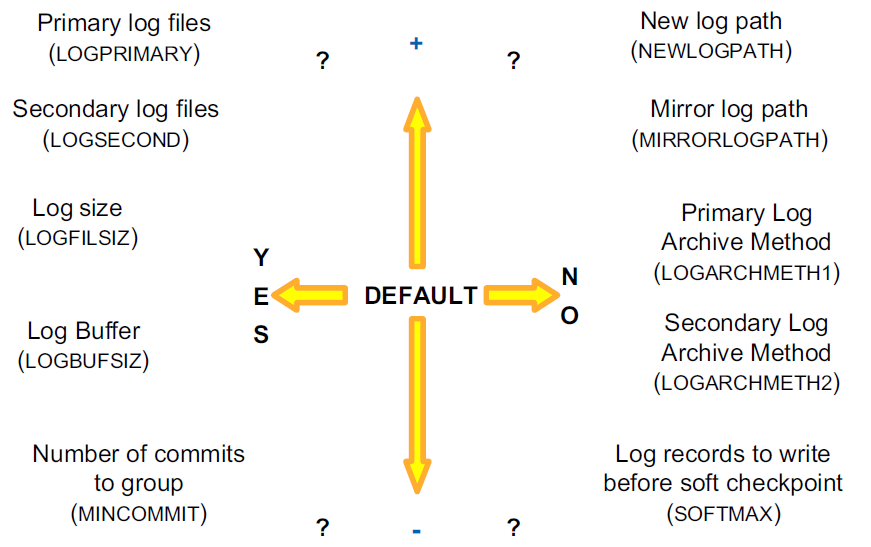 Primary log files
(LOGPRIMARY)
Secondary log files
(LOGSECOND)
Log size
(LOGFILSIZ)
Log Buffer
(LOGBUFSIZ)
Number of commits
to group
(MINCOMMIT)
? + ?
Y
E
S
DEFAULT
N
O
? - ?
New log path
(NEWLOGPATH)
Mirror log path
(MIRRORLOGPATH)
Primary Log
Archive Method
(LOGARCHMETH1)
Secondary Log
Archive Method
(LOGARCHMETH2)
Log records to write
before soft checkpoint
(SOFTMAX)